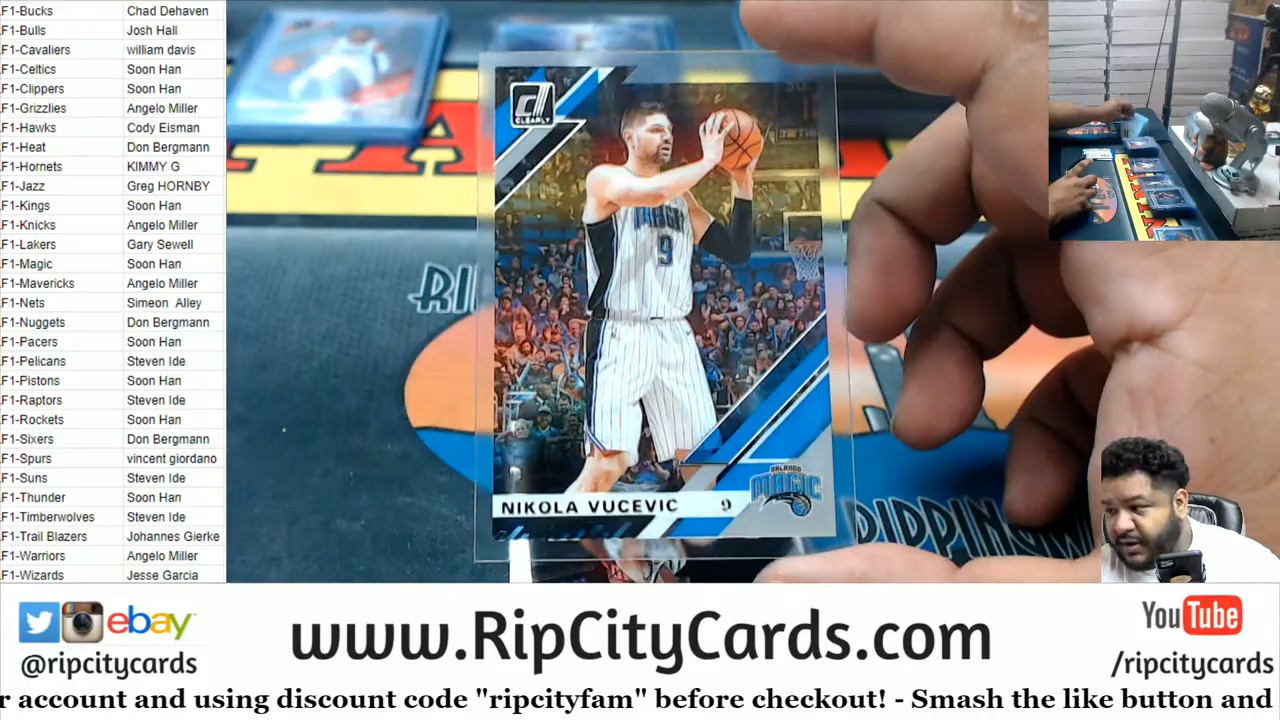 .F1-Bucks Chad Dehaven
.F1-Bulls Josh Hall
.F1-Cavaliers william davis
.F1-Celtics Soon Han
.F1-Clippers Soon Han
.F1-Grizzlies Angelo Miller
.F1-Hawks Cody Eisman
.F1-Heat Don Bergmann
.F1-Hornets KIMMY G
.F1-Jazz Greg HORNBY
.F1-Kings Soon Han
.F1-Knicks Angelo Miller
.F1-Lakers Gary Sewell
.F1-Magic Soon Han
.F1-Mavericks Angelo Miller
.F1-Nets Simeon Alley
.F1-Nuggets Don Bergmann
.F1-Pacers Soon Han
.F1-Pelicans Steven Ide
.F1-Pistons Soon Han
.F1-Raptors Steven Ide
.F1-Rockets Soon Han
.F1-Sixers Don Bergmann
.F1-Spurs vincent giordano
.F1-Suns Steven Ide
.F1-Thunder Soon Han
.F1-Timberwolves Steven Ide
.F1-Trail Blazers Johannes Gierke
.F1-Warriors Angelo Miller
.F1-Wizards Jesse Garcia
CLEARLY
MAGIC
9
NIKOLA VUCEVIC 9
ORLANDO
MAGIC
RI
RIPPIN
ebay
@ripcitycards
www.RipCityCards.com
YouTube
/ripcitycards
r account and using discount code "ripcityfam" before checkout! - Smash the like button and